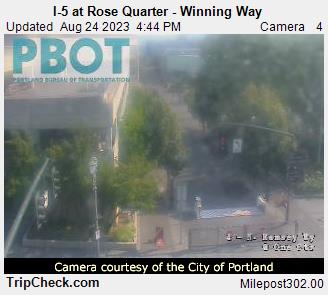 I-5 at Rose Quarter - Winning Way
Updated Aug 24 2023 4:44 PM Camera 4
PBOT
PORTLAND BUREAU OF TRANSPORTATION
Camera courtesy of the City of Portland
TripCheck.com Milepost302.00